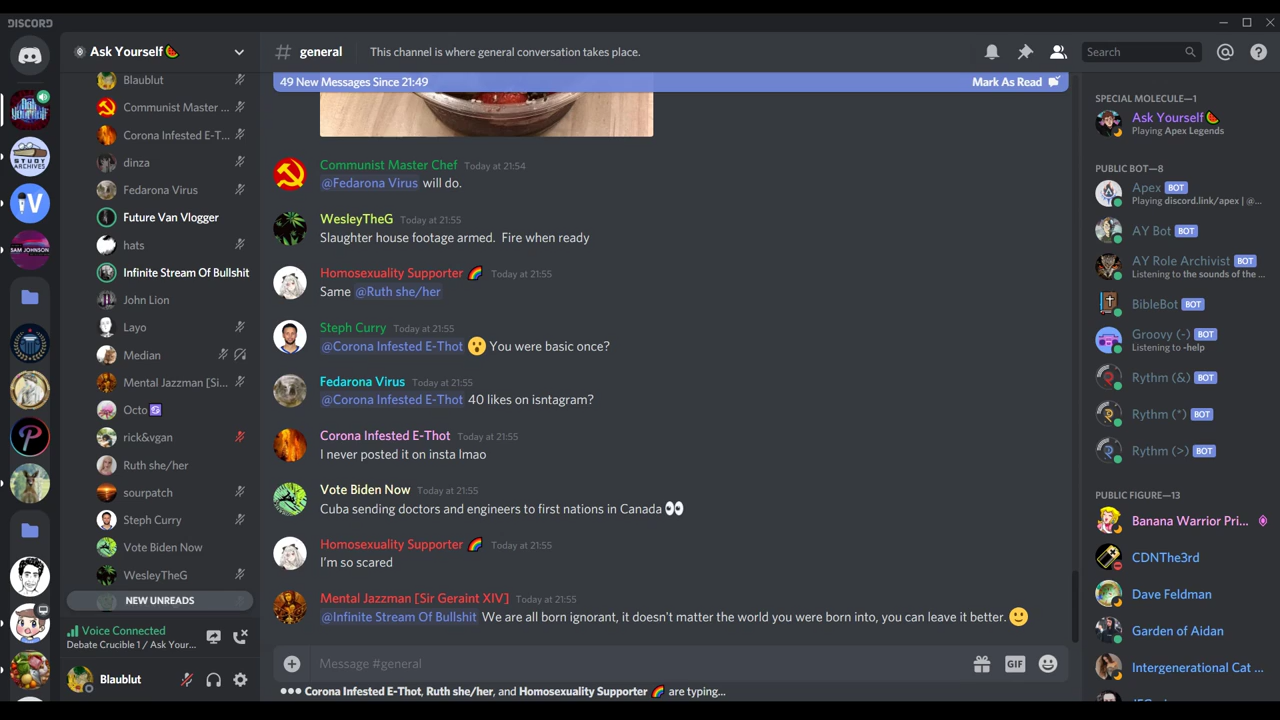 DISCORD
Ask Yourself🍉
# general
This channel is where general conversation takes place.
Search
Blaublut
Communist Master ...
Corona Infested E-T...
dinza
Fedarona Virus
Future Van Vlogger
hats
Infinite Stream Of Bullshit
John Lion
Layo
Median
Mental Jazzman [Si...
Octo
rick&vgan
Ruth she/her
sourpatch
Steph Curry
Vote Biden Now
WesleyTheG
NEW UNREADS
Voice Connected
Debate Crucible 1 / Ask Your...
Blaublut
STUDY
ARCHIVES
V
SAM JOHNSON
49 New Messages Since 21:49
Mark As Read
Communist Master Chef Today at 21:54
@Fedarona Virus will do.
WesleyTheG Today at 21:55
Slaughter house footage armed. Fire when ready
Homosexuality Supporter 🌈 Today at 21:55
Same @Ruth she/her
Steph Curry Today at 21:55
@Corona Infested E-Thot 😮 You were basic once?
Fedarona Virus Today at 21:55
@Corona Infested E-Thot 40 likes on isntagram?
Corona Infested E-Thot Today at 21:55
I never posted it on insta lmao
Vote Biden Now Today at 21:55
Cuba sending doctors and engineers to first nations in Canada 👀
Homosexuality Supporter 🌈 Today at 21:55
I'm so scared
Mental Jazzman [Sir Geraint XIV] Today at 21:55
@Infinite Stream Of Bullshit We are all born ignorant, it doesn't matter the world you were born into, you can leave it better. 🙂
Message #general
GIF
Corona Infested E-Thot, Ruth she/her, and Homosexuality Supporter 🌈 are typing...
SPECIAL MOLECULE—1
Ask Yourself🍉
Playing Apex Legends
PUBLIC BOT—8
Apex BOT
Playing discord.link/apex | @...
AY Bot BOT
AY Role Archivist BOT
Listening to the sounds of the ...
BibleBot BOT
Groovy (-) BOT
Listening to -help
Rythm (&) BOT
Rythm (*) BOT
Rythm (>) BOT
PUBLIC FIGURE—13
Banana Warrior Pri...
CDNThe3rd
Dave Feldman
Garden of Aidan
Intergenerational Cat ...